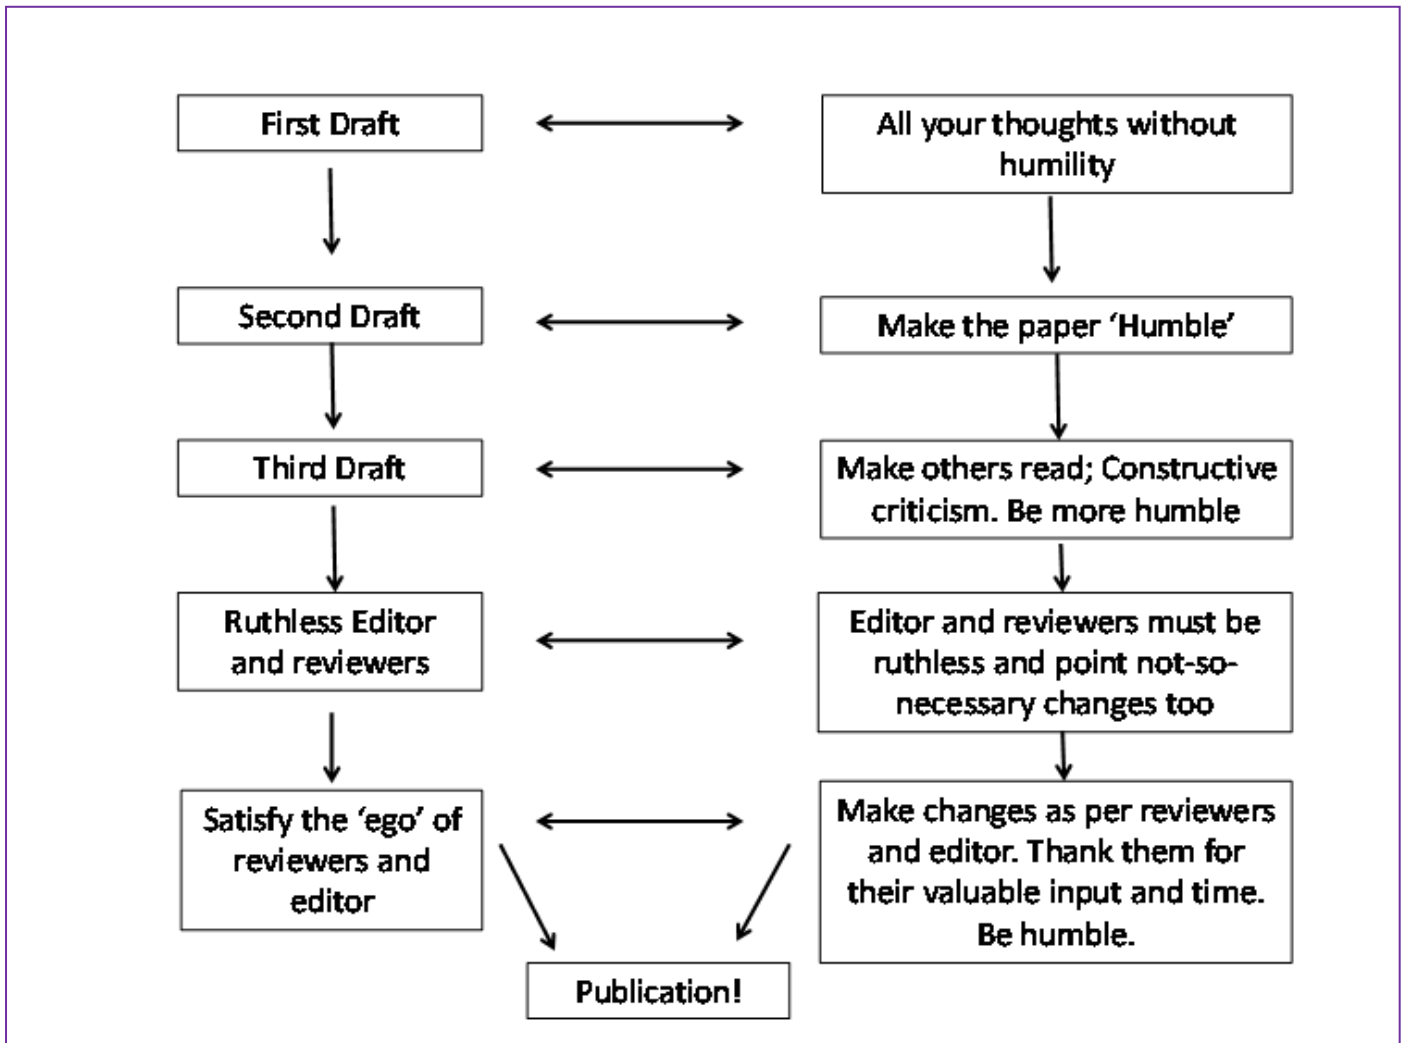 First Draft
All your thoughts without
humility
Second Draft
Make the paper ‘Humble’
Third Draft
Make others read; Constructive
criticism. Be more humble
Ruthless Editor
and reviewers
Editor and reviewers must be
ruthless and point not-so-
necessary changes too
Satisfy the ‘ego’ of
reviewers and
editor
Make changes as per reviewers
and editor. Thank them for
their valuable input and time.
Be humble.
Publication!